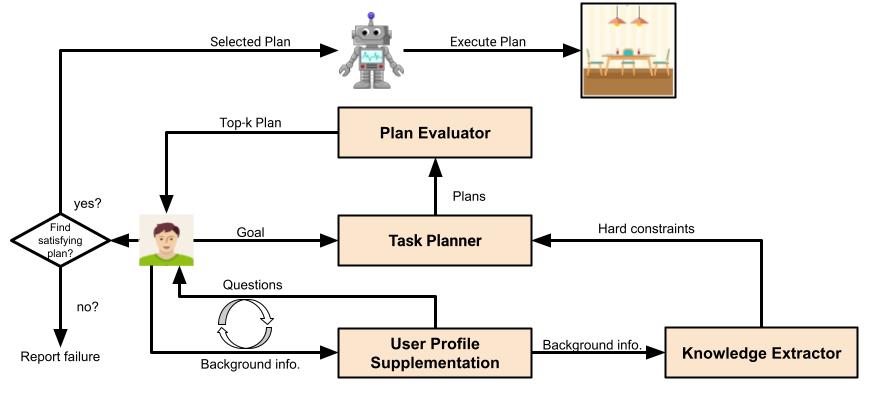 Selected Plan
Execute Plan
Top-k Plan
Plan Evaluator
Plans
yes?
Find
satisfying
plan?
Goal
Task Planner
Hard constraints
no?
Questions
Report failure
Background info.
User Profile
Supplementation
Background info.
Knowledge Extractor